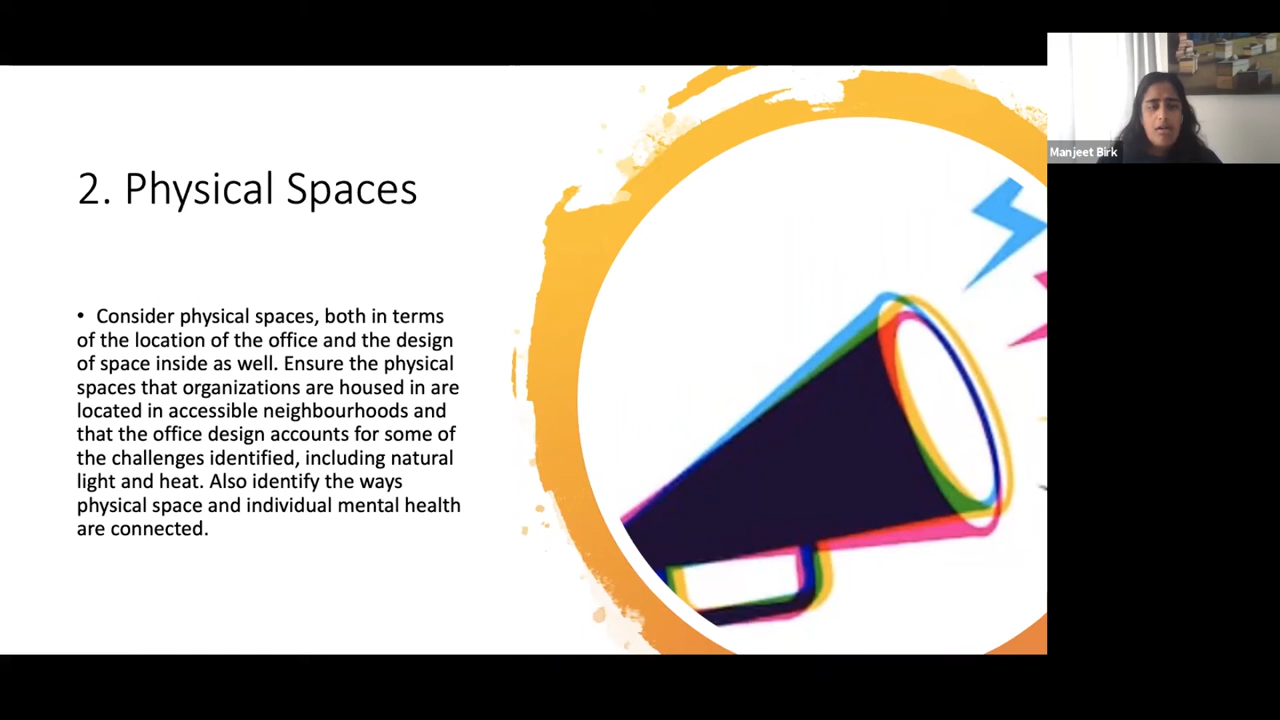 2. Physical Spaces
• Consider physical spaces, both in terms
of the location of the office and the design
of space inside as well. Ensure the physical
spaces that organizations are housed in are
located in accessible neighbourhoods and
that the office design accounts for some of
the challenges identified, including natural
light and heat. Also identify the ways
physical space and individual mental health
are connected.
Manjeet Birk